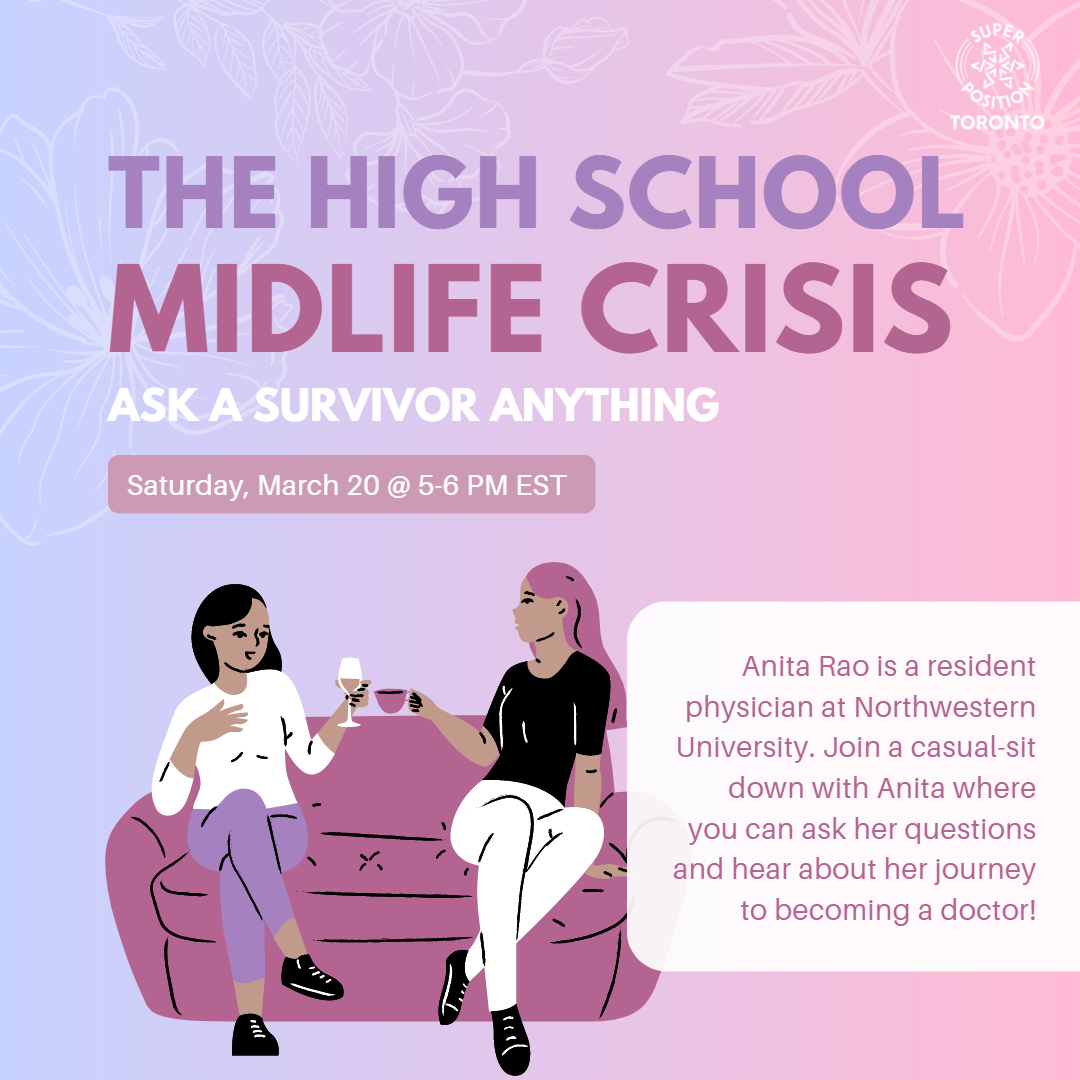 SUPER
POSITION
TORONTO
THE HIGH SCHOOL
MIDLIFE CRISIS
ASK A SURVIVOR ANYTHING
Saturday, March 20 @ 5-6 PM EST
Anita Rao is a resident
physician at Northwestern
University. Join a casual-sit
down with Anita where
you can ask her questions
and hear about her journey
to becoming a doctor!